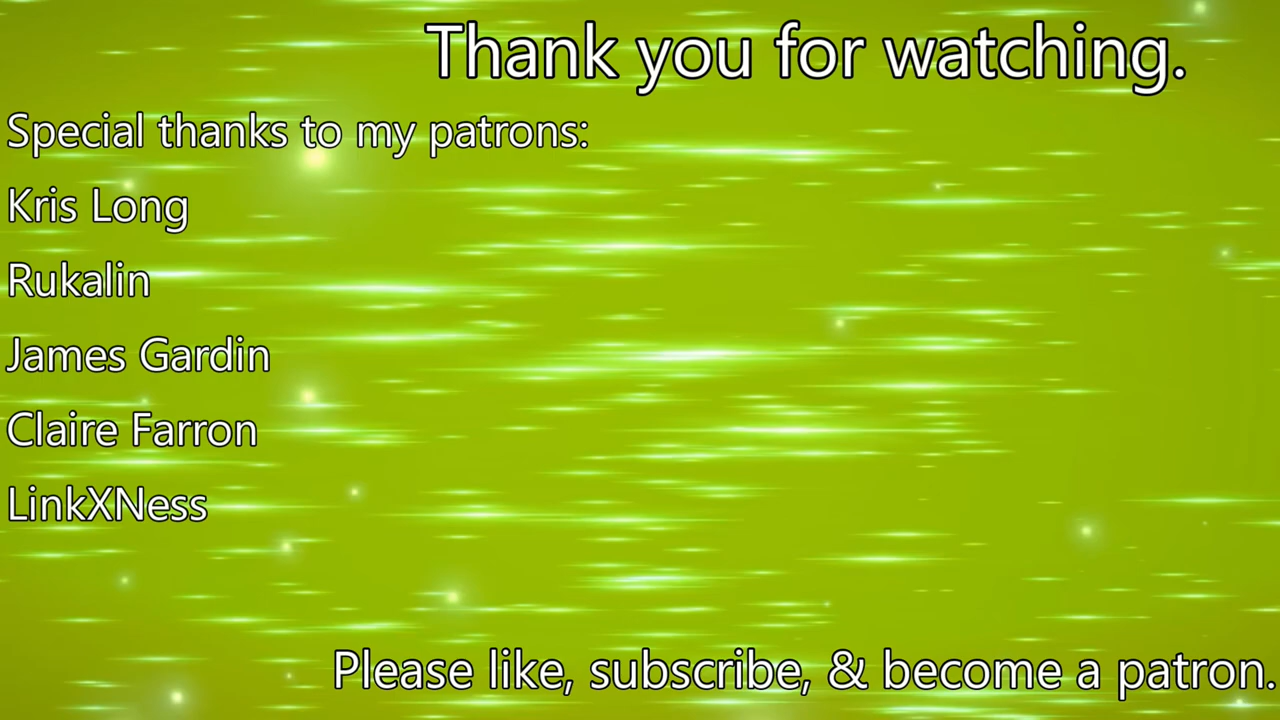 Thank you for watching.
Special thanks to my patrons:
Kris Long
Rukalin
James Gardin
Claire Farron
LinkXNess
Please like, subscribe, & become a patron.